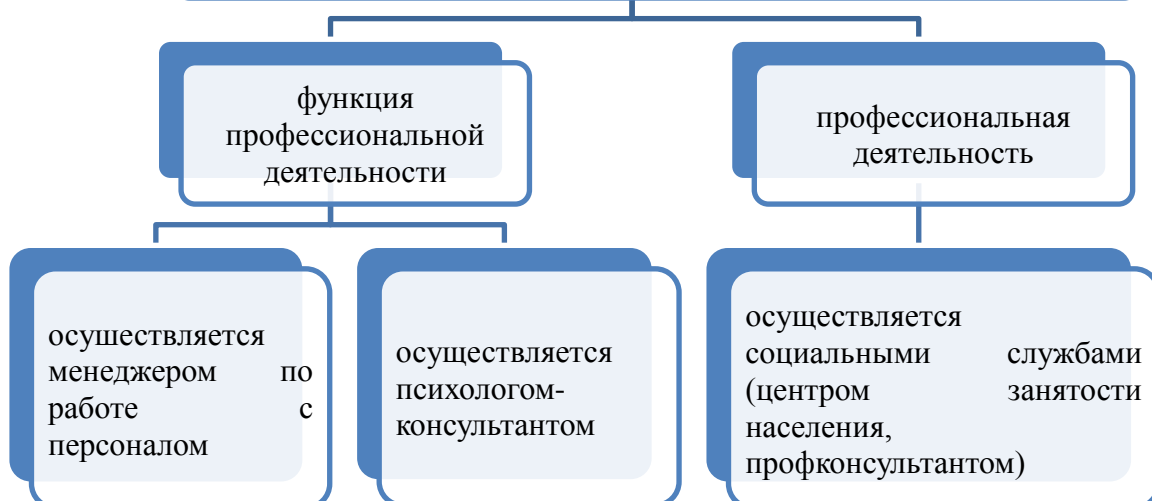 функция
профессиональной
деятельности
профессиональная
деятельность
осушествляется
менеджером по
работе с
персоналом
осуществляется
психологом-
консультантом
осуществляется
социальными службами
(центром занятости
населения,
профконсультантом)